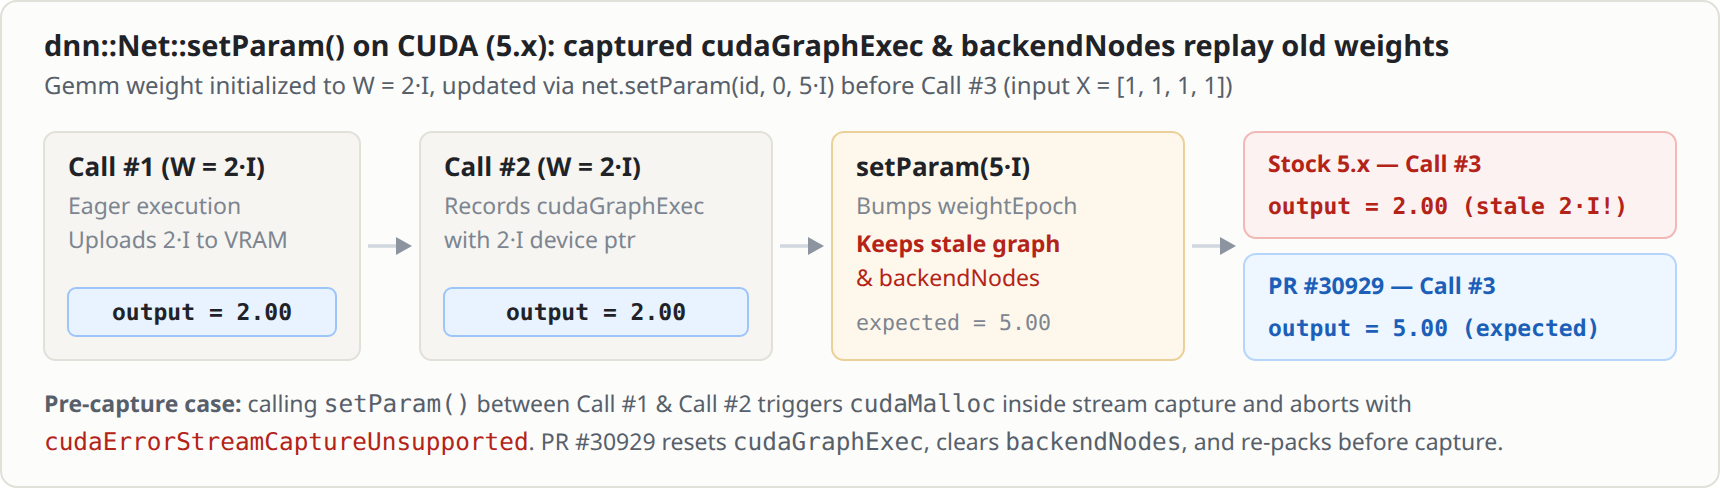 dnn::Net::setParam() on CUDA (5.x): captured cudaGraphExec & backendNodes replay old weights
Gemm weight initialized to W = 2·I, updated via net.setParam(id, 0, 5·I) before Call #3 (input X = [1, 1, 1, 1])
Call #1 (W = 2·I)
Eager execution
Uploads 2·I to VRAM
output = 2.00
Call #2 (W = 2·I)
Records cudaGraphExec
with 2·I device ptr
output = 2.00
setParam(5·I)
Bumps weightEpoch
Keeps stale graph
& backendNodes
expected = 5.00
Stock 5.x — Call #3
output = 2.00 (stale 2·I!)
PR #30929 — Call #3
output = 5.00 (expected)
Pre-capture case: calling setParam() between Call #1 & Call #2 triggers cudaMalloc inside stream capture and aborts with
cudaErrorStreamCaptureUnsupported. PR #30929 resets cudaGraphExec, clears backendNodes, and re-packs before capture.